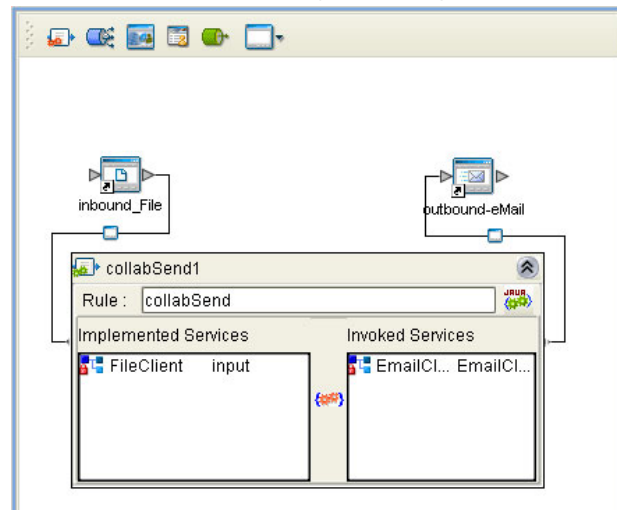 inbound_File
outbound-eMail
collabSend1
JAVA
Rule : collabSend
Implemented Services
Invoked Services
FileClient input
EmailCl... EmailCl...